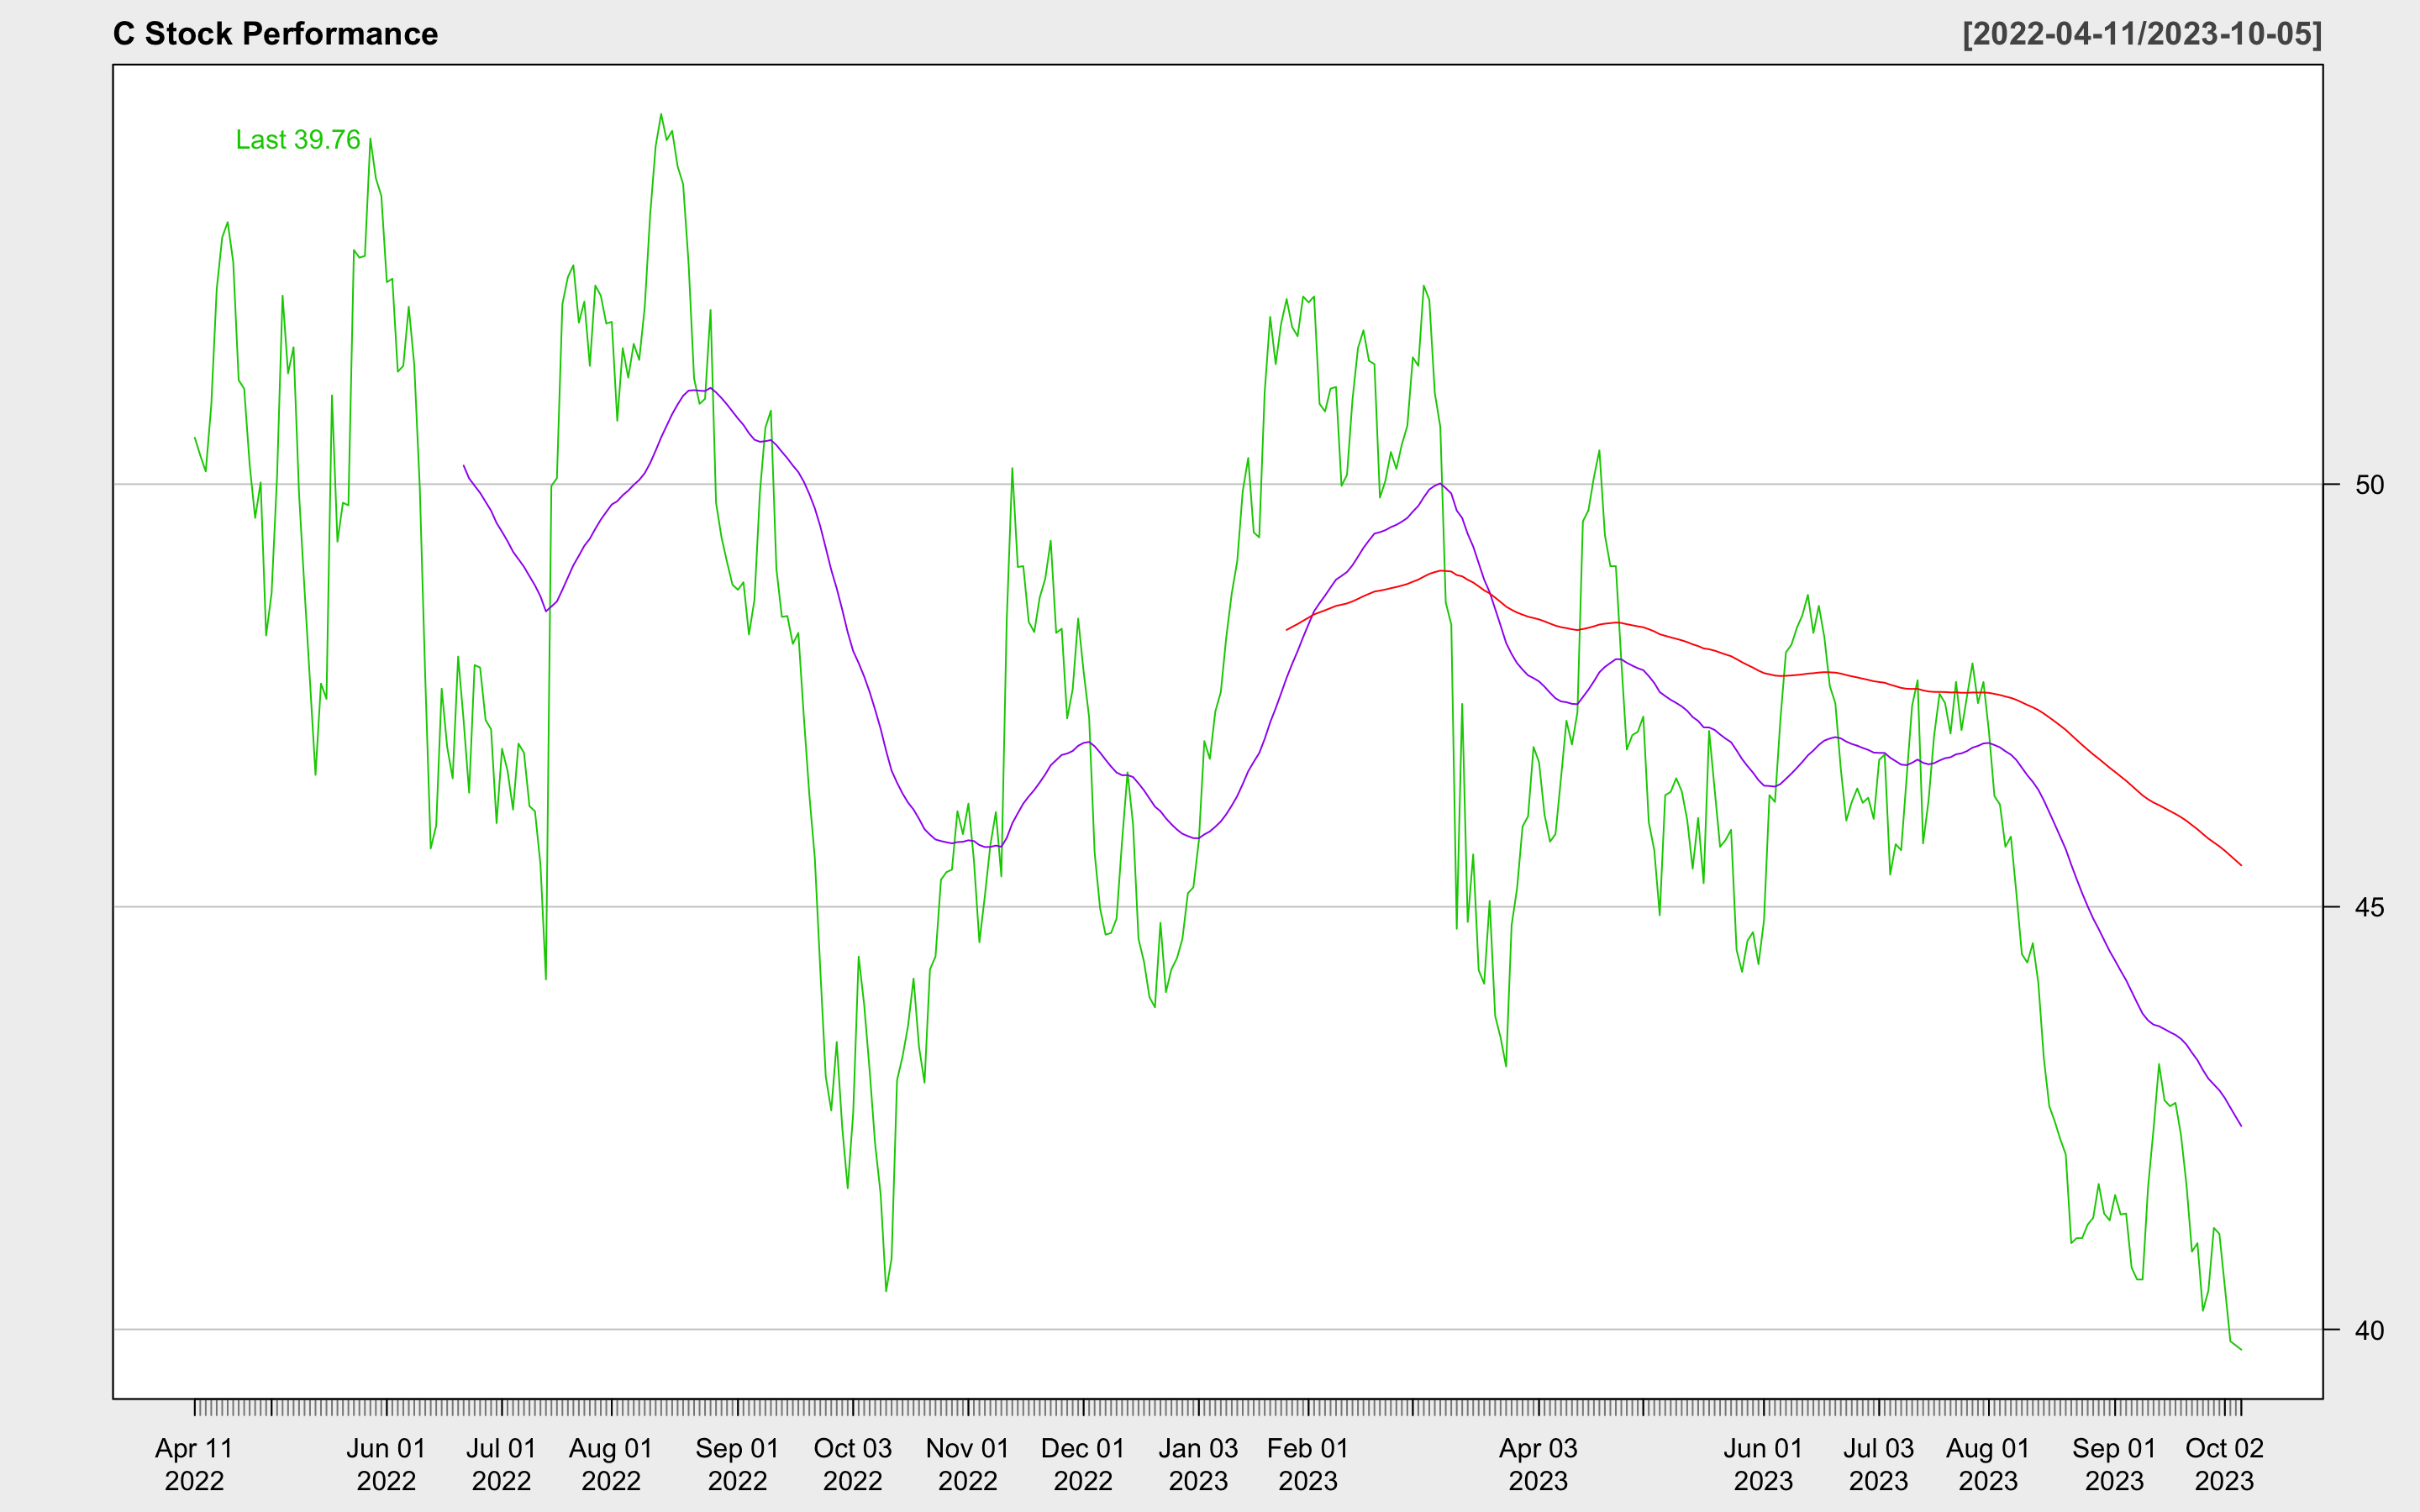 C Stock Performance
[2022-04-11/2023-10-05]
Last 39.76
50
45
40
Apr 11 Jun 01 Jul 01 Aug 01 Sep 01 Oct 03 Nov 01 Dec 01 Jan 03 Feb 01 Apr 03 Jun 01 Jul 03 Aug 01 Sep 01 Oct 02
2022 2022 2022 2022 2022 2022 2022 2022 2023 2023 2023 2023 2023 2023 2023 2023